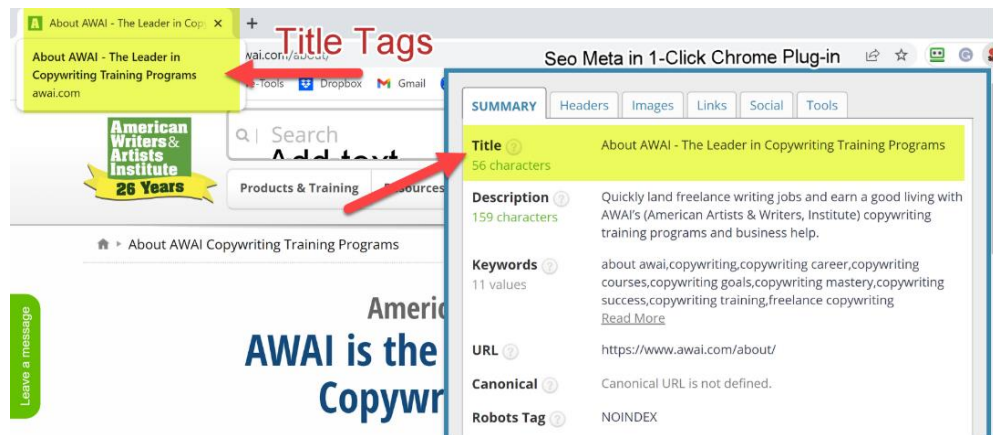 About AWAI - The Leader in Cop
Title Tags
About AWAI - The Leader in
Copywriting Training Programs
awai.com
Seo Meta in 1-Click Chrome Plug-in
Dropbox
Gmail
SUMMARY
Headers
Images
Links
Social
Tools
American
Writers&
Artists
Institute
26 Years
Search
Add text
Products & Training
Resources
Title
56 characters
About AWAI - The Leader in Copywriting Training Programs
Description
159 characters
Quickly land freelance writing jobs and earn a good living with
AWAI's (American Artists & Writers, Institute) copywriting
training programs and business help.
About AWAI Copywriting Training Programs
Keywords
11 values
about awai,copywriting,copywriting career,copywriting
courses,copywriting goals,copywriting mastery,copywriting
success,copywriting training,freelance copywriting
Read More
Leave a message
Americ
AWAI is the
Copywr
URL
https://www.awai.com/about/
Canonical
Canonical URL is not defined.
Robots Tag
NOINDEX